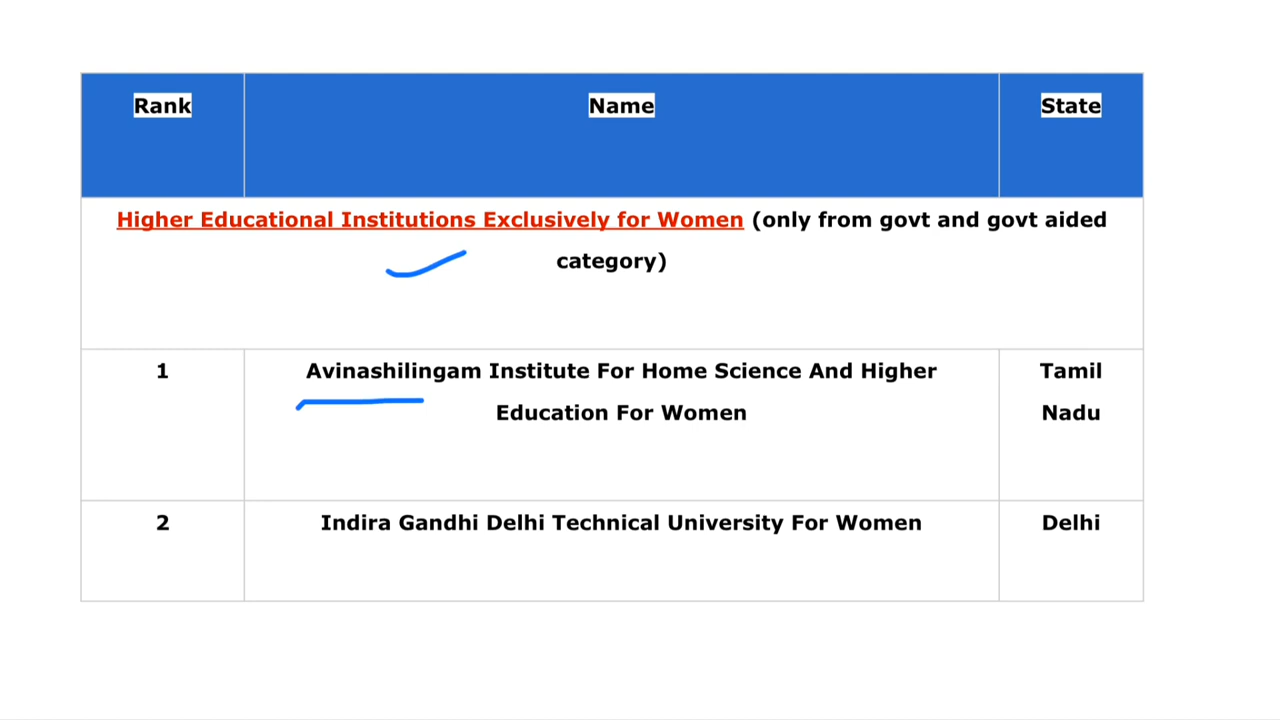 Rank Name State
Higher Educational Institutions Exclusively for Women (only from govt and govt aided
category)
1 Avinashilingam Institute For Home Science And Higher Tamil
Education For Women Nadu
2 Indira Gandhi Delhi Technical University For Women Delhi